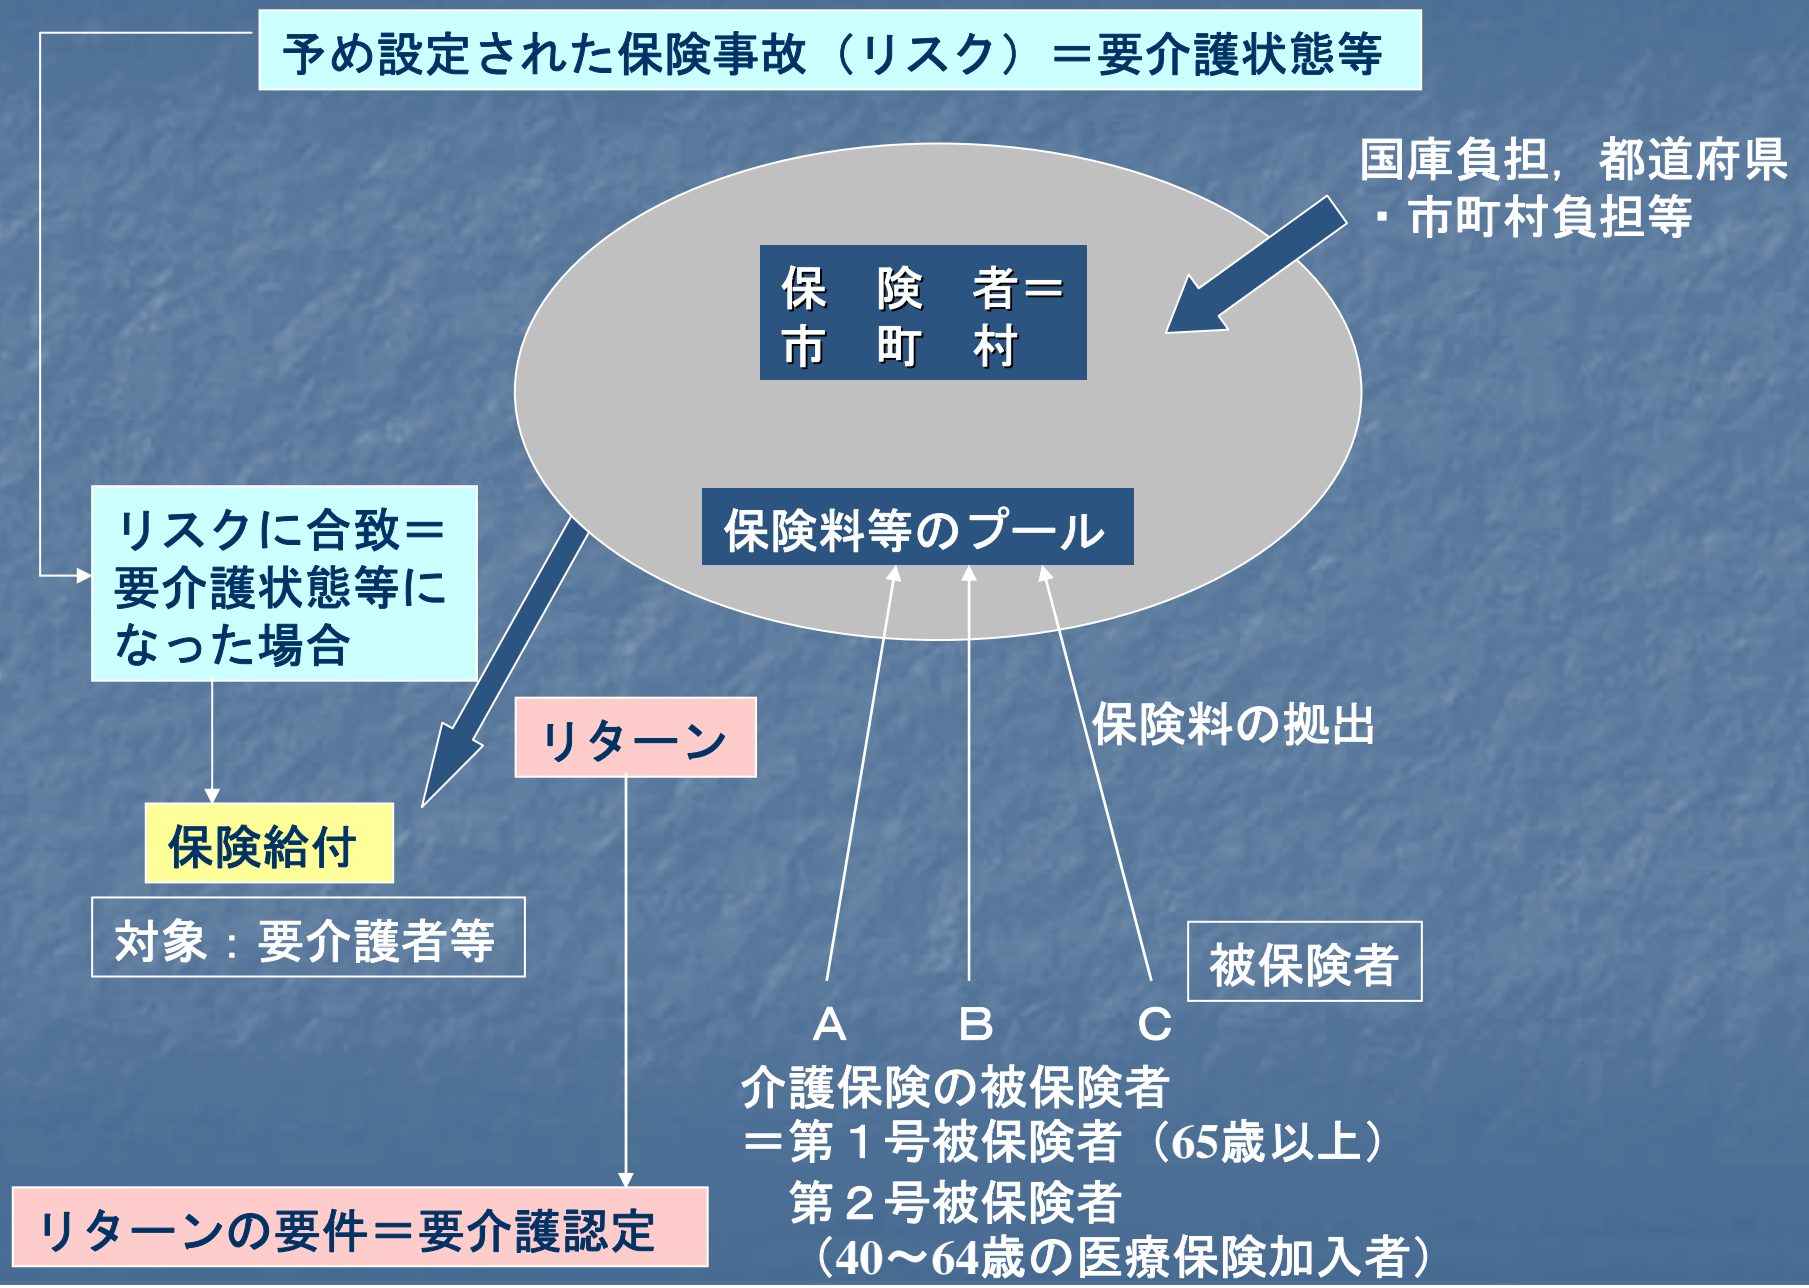 予め設定された保険事故（リスク）＝要介護状態等
国庫負担，都道府県
・市町村負担等
保　険　者＝
市　町　村
保険料等のプール
リスクに合致＝
要介護状態等に
なった場合
リターン
保険料の拠出
保険給付
対象：要介護者等
被保険者
Ａ　Ｂ　Ｃ
介護保険の被保険者
＝第１号被保険者（65歳以上）
第２号被保険者
（40～64歳の医療保険加入者）
リターンの要件＝要介護認定